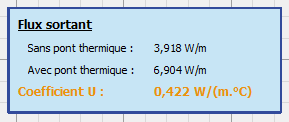 Flux sortant
Sans pont thermique : 3,918 W/m
Avec pont thermique : 6,904 W/m
Coefficient U : 0,422 W/(m.°C)